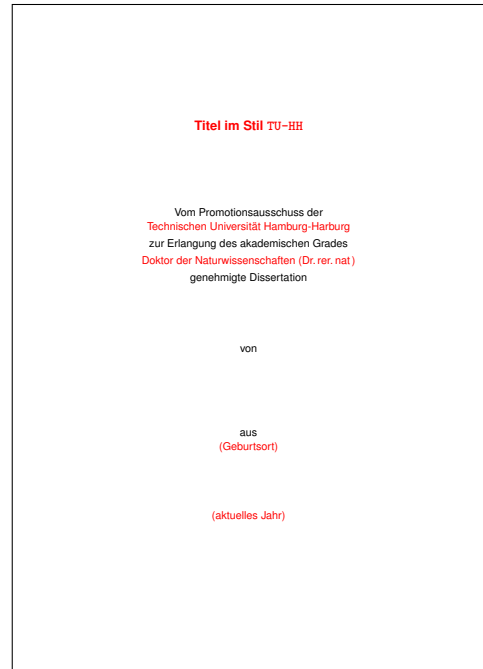 Titel im Stil TU-HH
Vom Promotionsausschuss der
Technischen Universität Hamburg-Harburg
zur Erlangung des akademischen Grades
Doktor der Naturwissenschaften (Dr. rer. nat)
genehmigte Dissertation
von
aus
(Geburtsort)
(aktuelles Jahr)